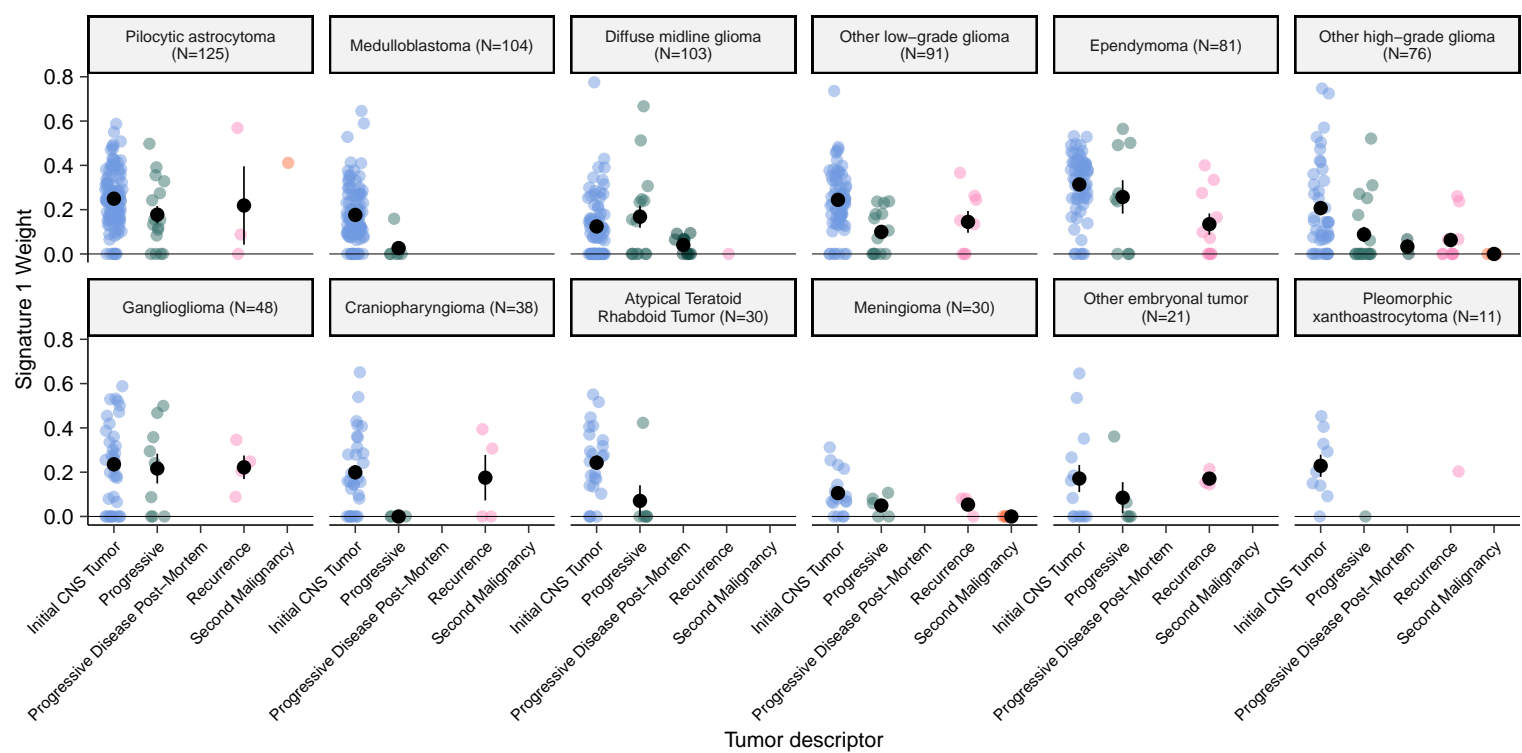 Pilocytic astrocytoma
(N=125)
Medulloblastoma (N=104)
Diffuse midline glioma
(N=103)
Other low−grade glioma
(N=91)
Ependymoma (N=81)
Other high−grade glioma
(N=76)
0.8
0.6
0.4
0.2
0.0
Signature 1 Weight
Ganglioglioma (N=48)
Craniopharyngioma (N=38)
Atypical Teratoid
Rhabdoid Tumor (N=30)
Meningioma (N=30)
Other embryonal tumor
(N=21)
Pleomorphic
xanthoastrocytoma (N=11)
0.8
0.6
0.4
0.2
0.0
Initial CNS Tumor
Progressive
Progressive Disease Post−Mortem
Recurrence
Second Malignancy
Initial CNS Tumor
Progressive
Progressive Disease Post−Mortem
Recurrence
Second Malignancy
Initial CNS Tumor
Progressive
Progressive Disease Post−Mortem
Recurrence
Second Malignancy
Initial CNS Tumor
Progressive
Progressive Disease Post−Mortem
Recurrence
Second Malignancy
Initial CNS Tumor
Progressive
Progressive Disease Post−Mortem
Recurrence
Second Malignancy
Initial CNS Tumor
Progressive
Progressive Disease Post−Mortem
Recurrence
Second Malignancy
Tumor descriptor